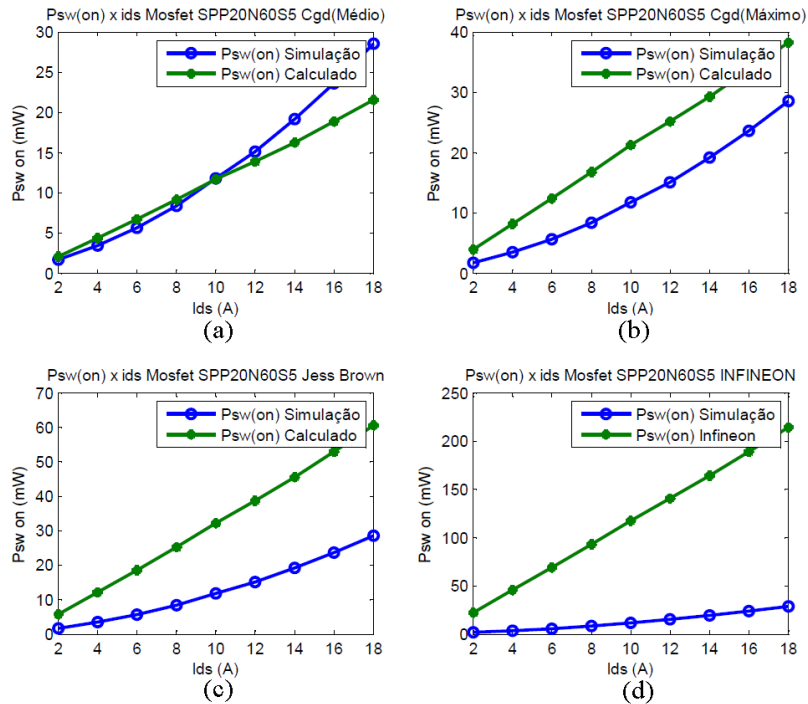 Psw(on) x ids Mosfet SPP20N60S5 Cgd(Médio)
30
25
20
15
10
5
0
Psw on (mW)
Psw(on) Simulação
Psw(on) Calculado
2 4 6 8 10 12 14 16 18
Ids (A)
(a)
Psw(on) x ids Mosfet SPP20N60S5 Cgd(Máximo)
40
30
20
10
0
Psw on (mW)
Psw(on) Simulação
Psw(on) Calculado
2 4 6 8 10 12 14 16 18
Ids (A)
(b)
Psw(on) x ids Mosfet SPP20N60S5 Jess Brown
70
60
50
40
30
20
10
0
Psw on (mW)
Psw(on) Simulação
Psw(on) Calculado
2 4 6 8 10 12 14 16 18
Ids (A)
(c)
Psw(on) x ids Mosfet SPP20N60S5 INFINEON
250
200
150
100
50
0
Psw on (mW)
Psw(on) Simulação
Psw(on) Infineon
2 4 6 8 10 12 14 16 18
Ids (A)
(d)